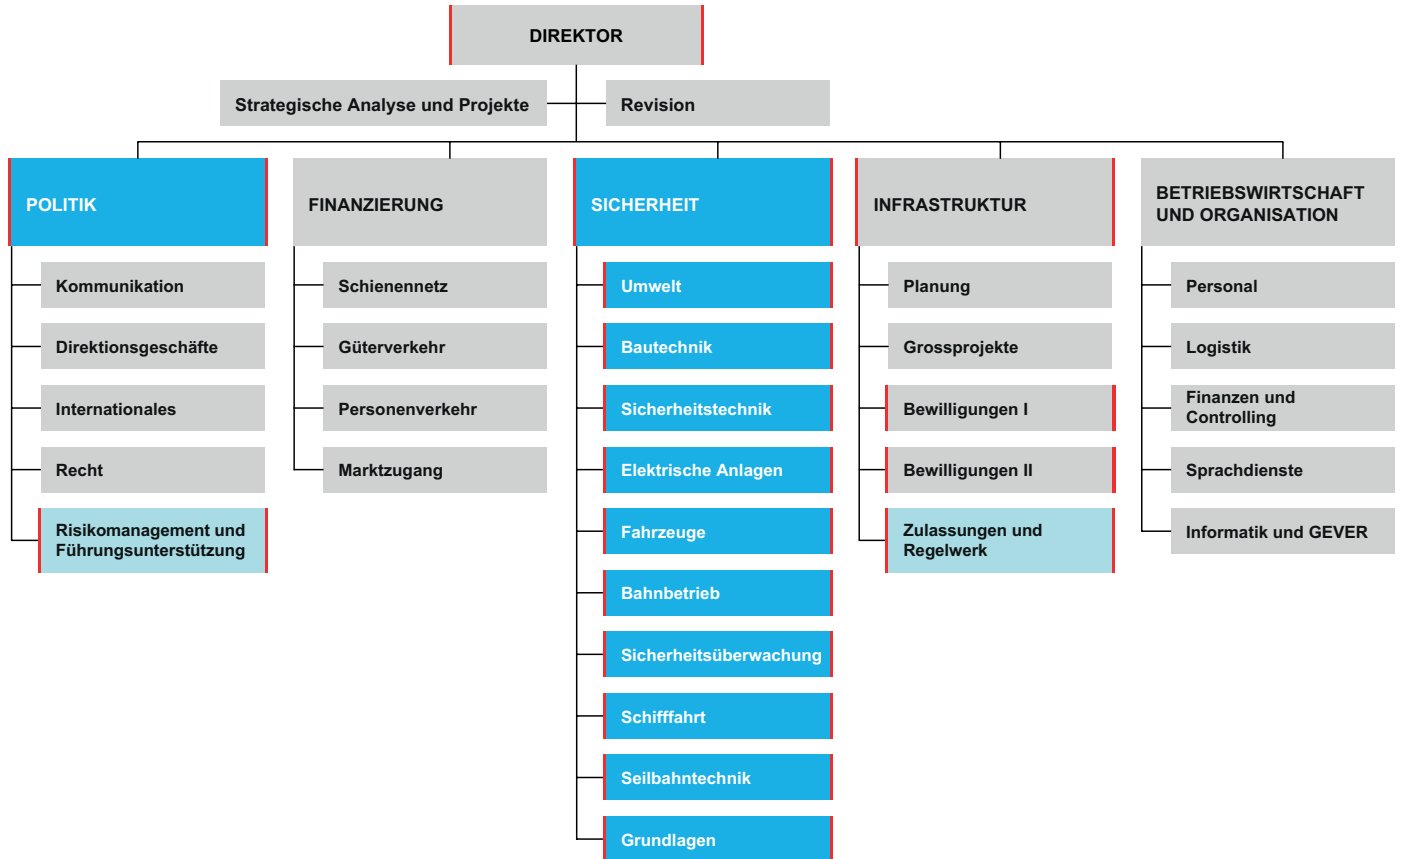 DIREKTOR
Strategische Analyse und Projekte
Revision
POLITIK
Kommunikation
Direktionsgeschäfte
Internationales
Recht
Risikomanagement und
Führungsunterstützung
FINANZIERUNG
Schienennetz
Güterverkehr
Personenverkehr
Marktzugang
SICHERHEIT
Umwelt
Bautechnik
Sicherheitstechnik
Elektrische Anlagen
Fahrzeuge
Bahnbetrieb
Sicherheitsüberwachung
Schifffahrt
Seilbahntechnik
Grundlagen
INFRASTRUKTUR
Planung
Grossprojekte
Bewilligungen I
Bewilligungen II
Zulassungen und
Regelwerk
BETRIEBSWIRTSCHAFT
UND ORGANISATION
Personal
Logistik
Finanzen und
Controlling
Sprachdienste
Informatik und GEVER